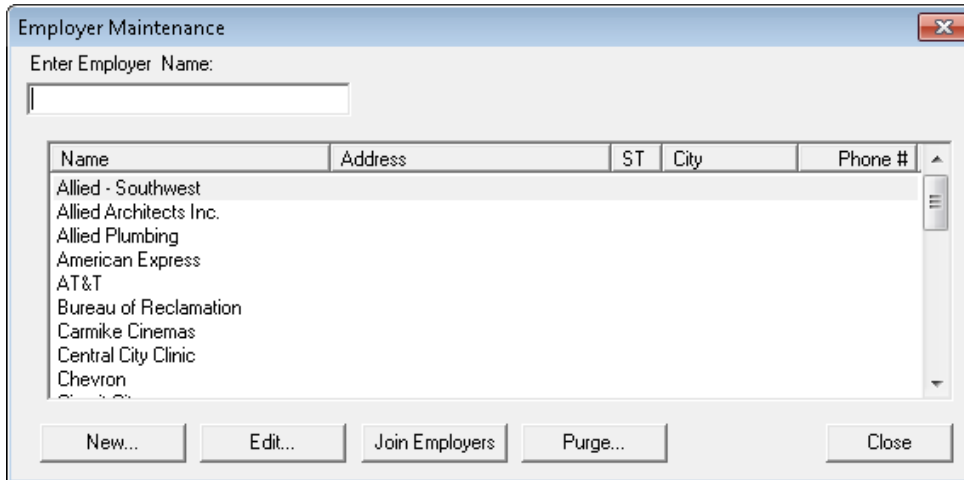 Employer Maintenance
Enter Employer Name:
Name Address ST City Phone #
Allied - Southwest
Allied Architects Inc.
Allied Plumbing
American Express
AT&T
Bureau of Reclamation
Carmike Cinemas
Central City Clinic
Chevron
New... Edit... Join Employers Purge... Close